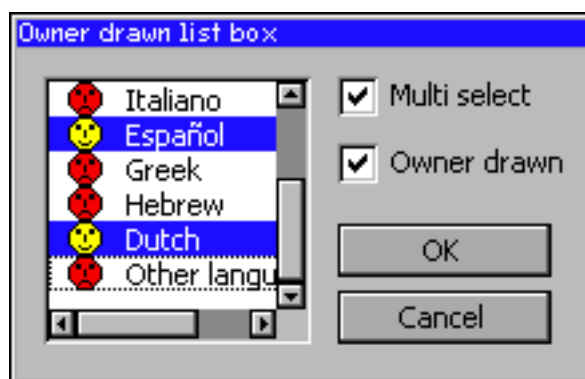 Owner drawn list box
Italiano
Español
Greek
Hebrew
Dutch
Other langu
Multi select
Owner drawn
OK
Cancel